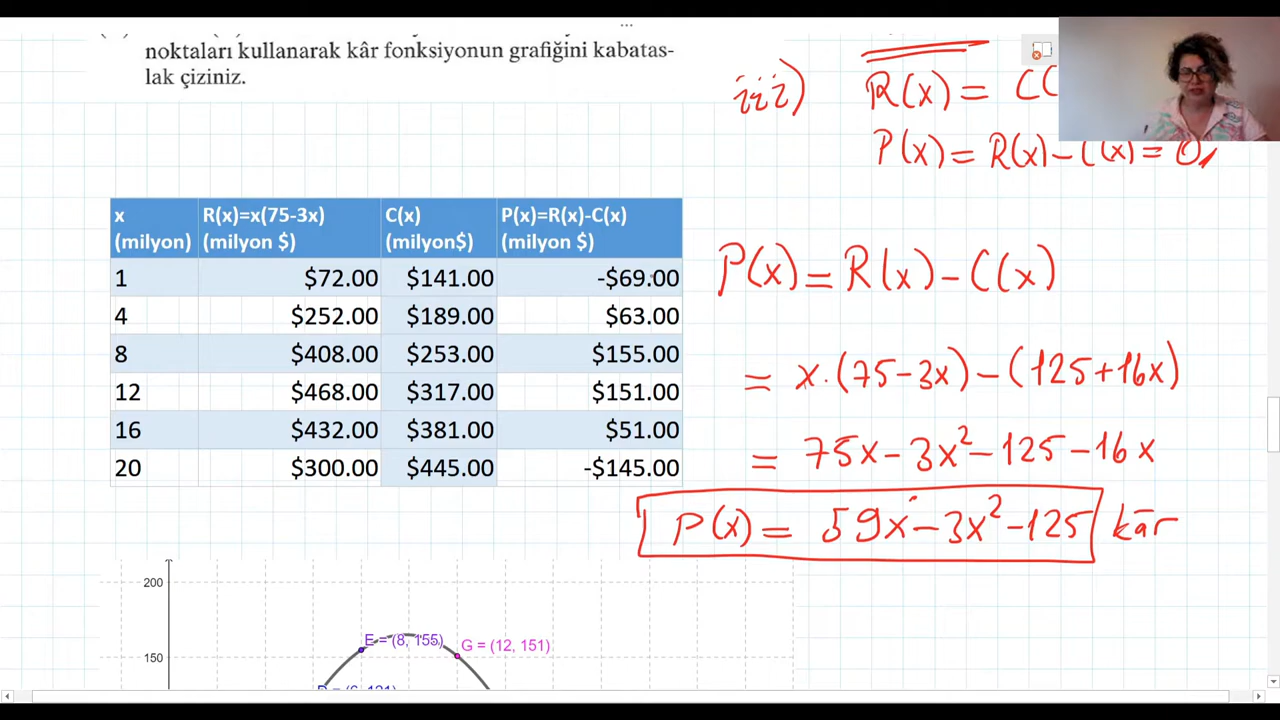 noktaları kullanarak kâr fonksiyonun grafiğini kabatas-
lak çiziniz.
iii) R(x) = C(
P(x) = R(x) - C(x) = 0
x (milyon) R(x)=x(75-3x) (milyon $) C(x) (milyon$) P(x)=R(x)-C(x) (milyon $)
1 $72.00 $141.00 -$69.00
4 $252.00 $189.00 $63.00
8 $408.00 $253.00 $155.00
12 $468.00 $317.00 $151.00
16 $432.00 $381.00 $51.00
20 $300.00 $445.00 -$145.00
P(x) = R(x) - C(x)
= x.(75-3x) - (125+16x)
= 75x - 3x² - 125 - 16x
P(x) = 59x - 3x² - 125 kâr
200
E = (8, 155)
G = (12, 151)
150